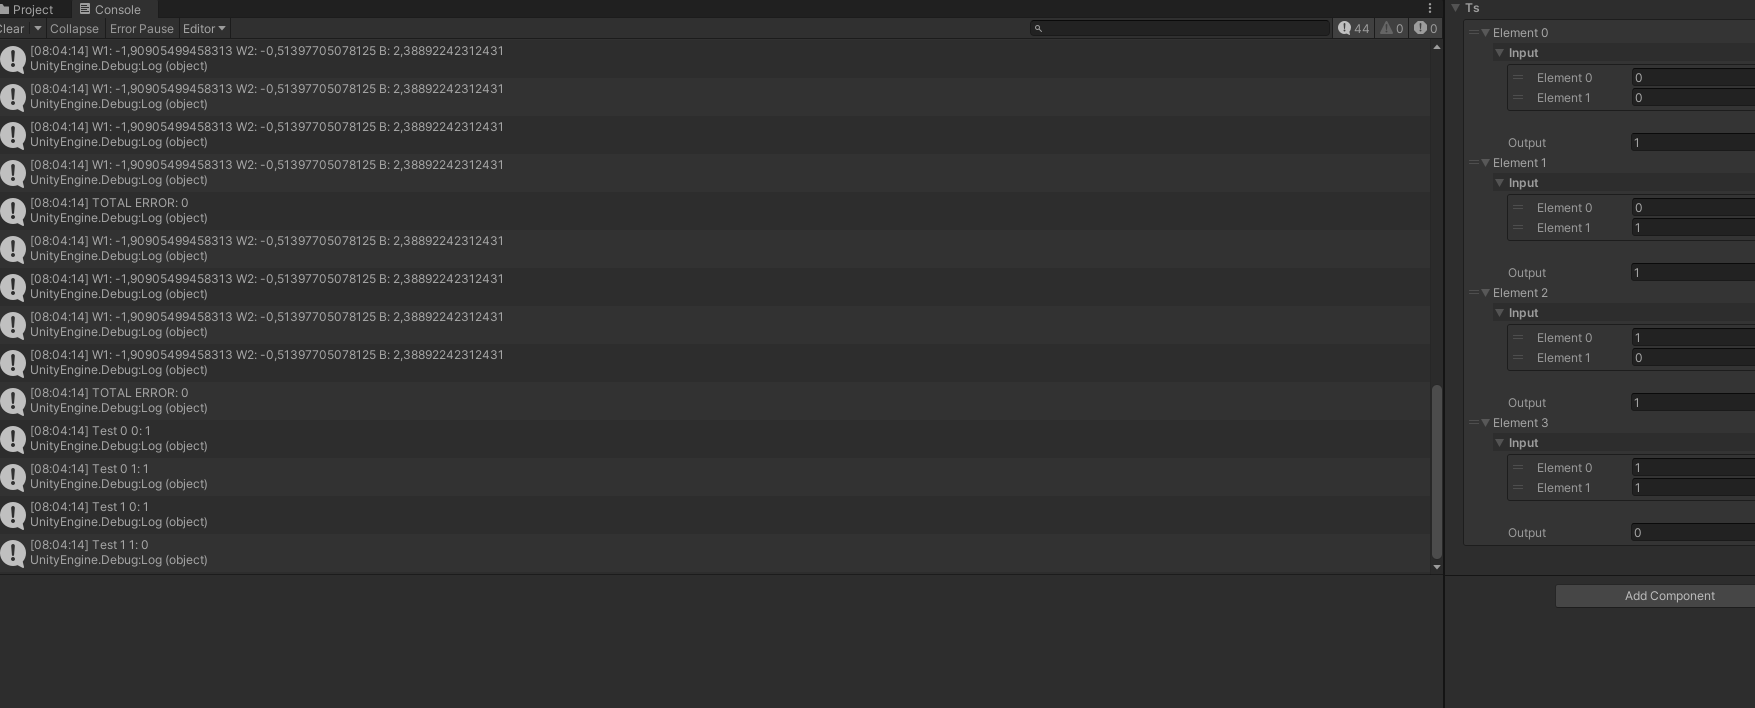 Project Console
Clear Collapse Error Pause Editor 44 0 0
[08:04:14] W1: -1,90905499458313 W2: -0,51397705078125 B: 2,38892242312431
UnityEngine.Debug:Log (object)
[08:04:14] W1: -1,90905499458313 W2: -0,51397705078125 B: 2,38892242312431
UnityEngine.Debug:Log (object)
[08:04:14] W1: -1,90905499458313 W2: -0,51397705078125 B: 2,38892242312431
UnityEngine.Debug:Log (object)
[08:04:14] W1: -1,90905499458313 W2: -0,51397705078125 B: 2,38892242312431
UnityEngine.Debug:Log (object)
[08:04:14] TOTAL ERROR: 0
UnityEngine.Debug:Log (object)
[08:04:14] W1: -1,90905499458313 W2: -0,51397705078125 B: 2,38892242312431
UnityEngine.Debug:Log (object)
[08:04:14] W1: -1,90905499458313 W2: -0,51397705078125 B: 2,38892242312431
UnityEngine.Debug:Log (object)
[08:04:14] W1: -1,90905499458313 W2: -0,51397705078125 B: 2,38892242312431
UnityEngine.Debug:Log (object)
[08:04:14] W1: -1,90905499458313 W2: -0,51397705078125 B: 2,38892242312431
UnityEngine.Debug:Log (object)
[08:04:14] TOTAL ERROR: 0
UnityEngine.Debug:Log (object)
[08:04:14] Test 0 0: 1
UnityEngine.Debug:Log (object)
[08:04:14] Test 0 1: 1
UnityEngine.Debug:Log (object)
[08:04:14] Test 1 0: 1
UnityEngine.Debug:Log (object)
[08:04:14] Test 1 1: 0
UnityEngine.Debug:Log (object)
Ts
Element 0
Input
Element 0 0
Element 1 0
Output 1
Element 1
Input
Element 0 0
Element 1 1
Output 1
Element 2
Input
Element 0 1
Element 1 0
Output 1
Element 3
Input
Element 0 1
Element 1 1
Output 0
Add Component